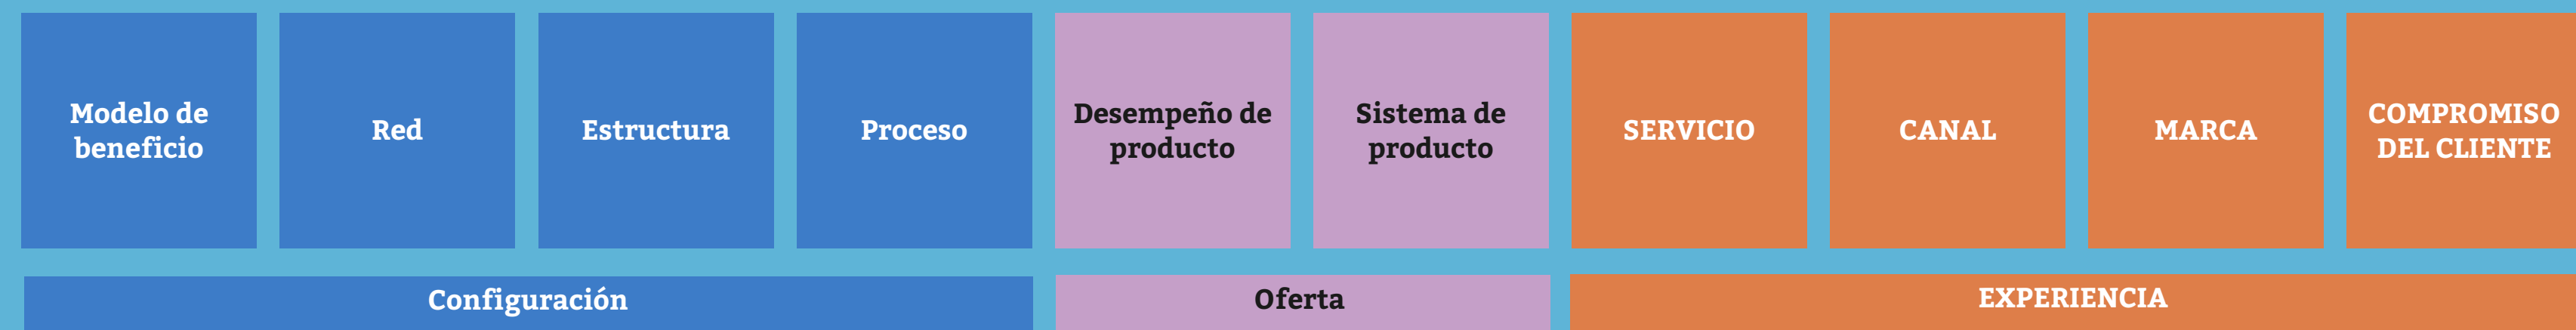 Modelo de
beneficio
Red
Estructura
Proceso
Desempeño de
producto
Sistema de
producto
SERVICIO
CANAL
MARCA
COMPROMISO
DEL CLIENTE
Configuración
Oferta
EXPERIENCIA